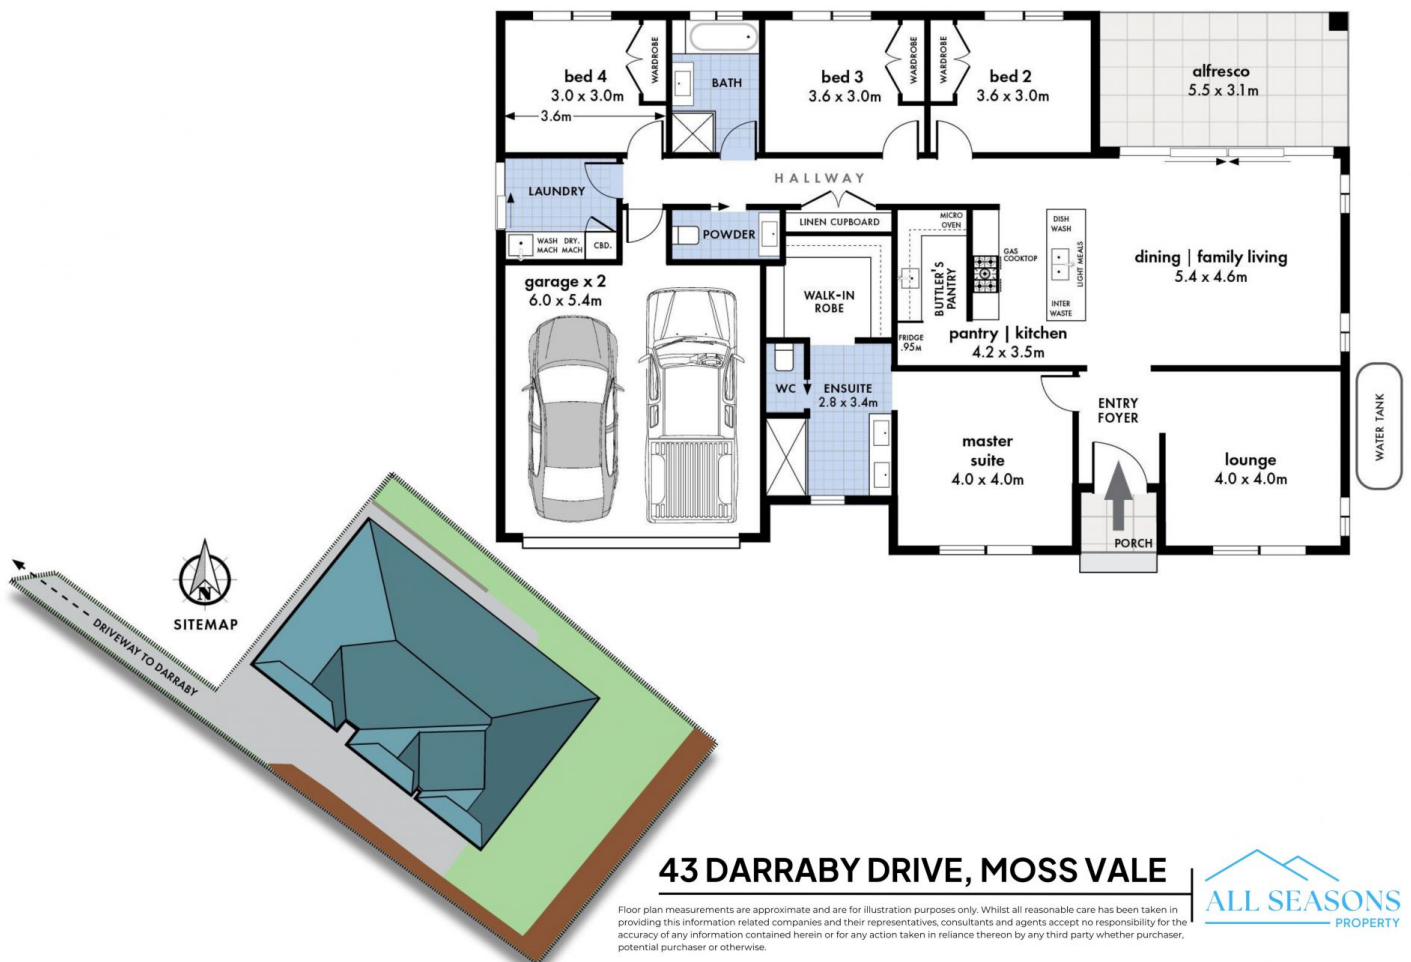 bed 4
3.0 x 3.0m
3.6m
WARDROBE
BATH
bed 3
3.6 x 3.0m
WARDROBE
WARDROBE
bed 2
3.6 x 3.0m
alfresco
5.5 x 3.1m
HALLWAY
LAUNDRY
WASH MACH
DRY. MACH
CBD.
POWDER
LINEN CUPBOARD
MICRO
OVEN
BUTTLER'S
PANTRY
FRIDGE
.95M
GAS
COOKTOP
DISH
WASH
LIGHT MEALS
INTER
WASTE
dining | family living
5.4 x 4.6m
pantry | kitchen
4.2 x 3.5m
garage x 2
6.0 x 5.4m
WALK-IN
ROBE
WC
ENSUITE
2.8 x 3.4m
master
suite
4.0 x 4.0m
ENTRY
FOYER
lounge
4.0 x 4.0m
PORCH
WATER TANK
N
SITEMAP
DRIVEWAY TO DARRABY
43 DARRABY DRIVE, MOSS VALE
Floor plan measurements are approximate and are for illustration purposes only. Whilst all reasonable care has been taken in
providing this information related companies and their representatives, consultants and agents accept no responsibility for the
accuracy of any information contained herein or for any action taken in reliance thereon by any third party whether purchaser,
potential purchaser or otherwise.
ALL SEASONS
PROPERTY